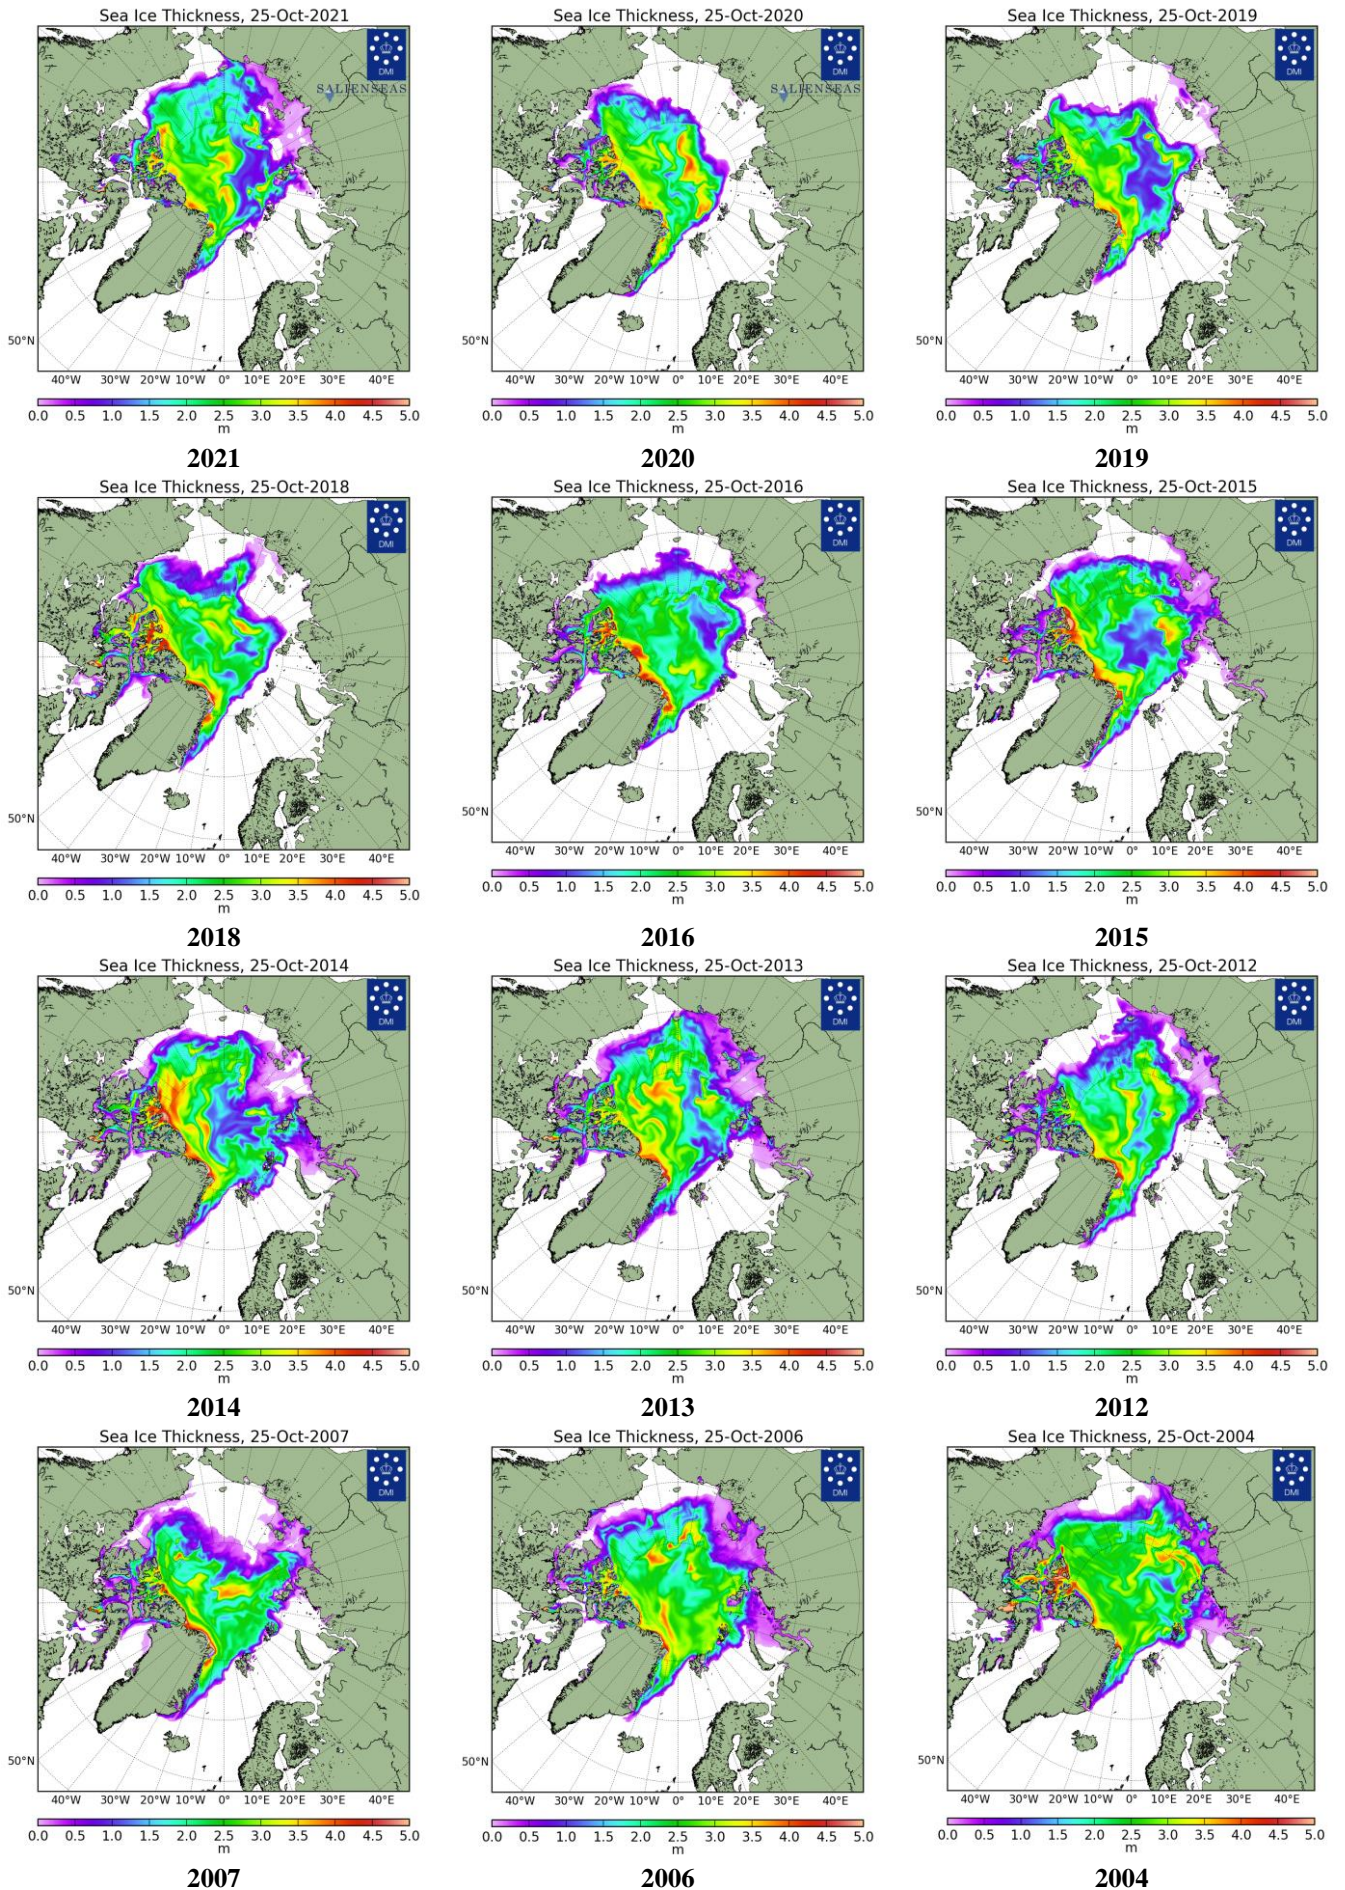 Sea Ice Thickness, 25-Oct-2021
DMI
SALIENSEAS
50°N
40°W 30°W 20°W 10°W 0° 10°E 20°E 30°E 40°E
0.0 0.5 1.0 1.5 2.0 2.5 3.0 3.5 4.0 4.5 5.0
m
2021
Sea Ice Thickness, 25-Oct-2020
DMI
SALIENSEAS
50°N
40°W 30°W 20°W 10°W 0° 10°E 20°E 30°E 40°E
0.0 0.5 1.0 1.5 2.0 2.5 3.0 3.5 4.0 4.5 5.0
m
2020
Sea Ice Thickness, 25-Oct-2019
DMI
50°N
40°W 30°W 20°W 10°W 0° 10°E 20°E 30°E 40°E
0.0 0.5 1.0 1.5 2.0 2.5 3.0 3.5 4.0 4.5 5.0
m
2019
Sea Ice Thickness, 25-Oct-2018
DMI
50°N
40°W 30°W 20°W 10°W 0° 10°E 20°E 30°E 40°E
0.0 0.5 1.0 1.5 2.0 2.5 3.0 3.5 4.0 4.5 5.0
m
2018
Sea Ice Thickness, 25-Oct-2016
DMI
50°N
40°W 30°W 20°W 10°W 0° 10°E 20°E 30°E 40°E
0.0 0.5 1.0 1.5 2.0 2.5 3.0 3.5 4.0 4.5 5.0
m
2016
Sea Ice Thickness, 25-Oct-2015
DMI
50°N
40°W 30°W 20°W 10°W 0° 10°E 20°E 30°E 40°E
0.0 0.5 1.0 1.5 2.0 2.5 3.0 3.5 4.0 4.5 5.0
m
2015
Sea Ice Thickness, 25-Oct-2014
DMI
50°N
40°W 30°W 20°W 10°W 0° 10°E 20°E 30°E 40°E
0.0 0.5 1.0 1.5 2.0 2.5 3.0 3.5 4.0 4.5 5.0
m
2014
Sea Ice Thickness, 25-Oct-2013
DMI
50°N
40°W 30°W 20°W 10°W 0° 10°E 20°E 30°E 40°E
0.0 0.5 1.0 1.5 2.0 2.5 3.0 3.5 4.0 4.5 5.0
m
2013
Sea Ice Thickness, 25-Oct-2012
DMI
50°N
40°W 30°W 20°W 10°W 0° 10°E 20°E 30°E 40°E
0.0 0.5 1.0 1.5 2.0 2.5 3.0 3.5 4.0 4.5 5.0
m
2012
Sea Ice Thickness, 25-Oct-2007
DMI
50°N
40°W 30°W 20°W 10°W 0° 10°E 20°E 30°E 40°E
0.0 0.5 1.0 1.5 2.0 2.5 3.0 3.5 4.0 4.5 5.0
m
2007
Sea Ice Thickness, 25-Oct-2006
DMI
50°N
40°W 30°W 20°W 10°W 0° 10°E 20°E 30°E 40°E
0.0 0.5 1.0 1.5 2.0 2.5 3.0 3.5 4.0 4.5 5.0
m
2006
Sea Ice Thickness, 25-Oct-2004
DMI
50°N
40°W 30°W 20°W 10°W 0° 10°E 20°E 30°E 40°E
0.0 0.5 1.0 1.5 2.0 2.5 3.0 3.5 4.0 4.5 5.0
m
2004